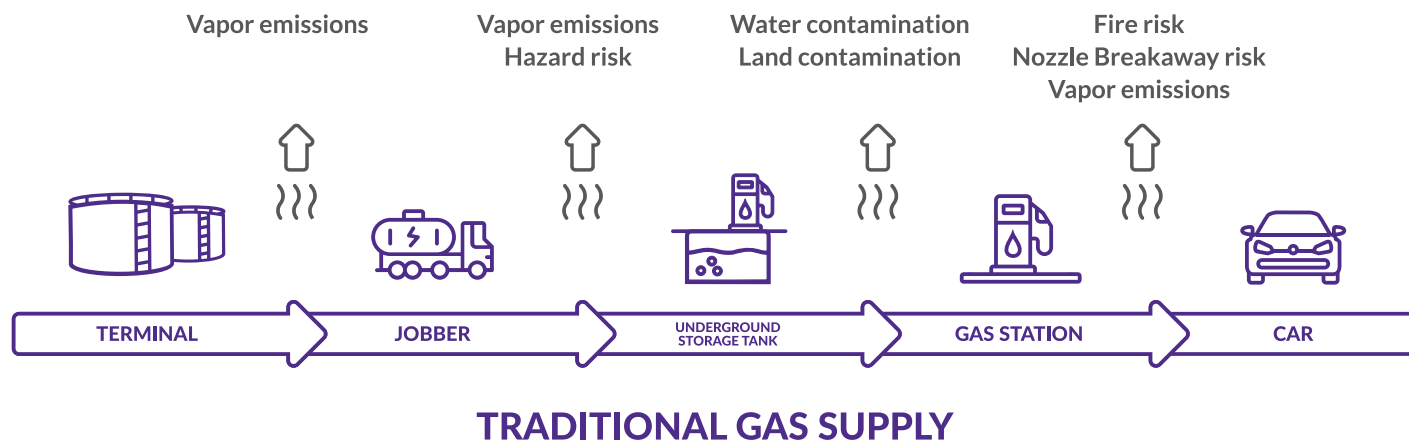 Vapor emissions
Vapor emissions
Hazard risk
Water contamination
Land contamination
Fire risk
Nozzle Breakaway risk
Vapor emissions
TERMINAL
JOBBER
UNDERGROUND
STORAGE TANK
GAS STATION
CAR
TRADITIONAL GAS SUPPLY